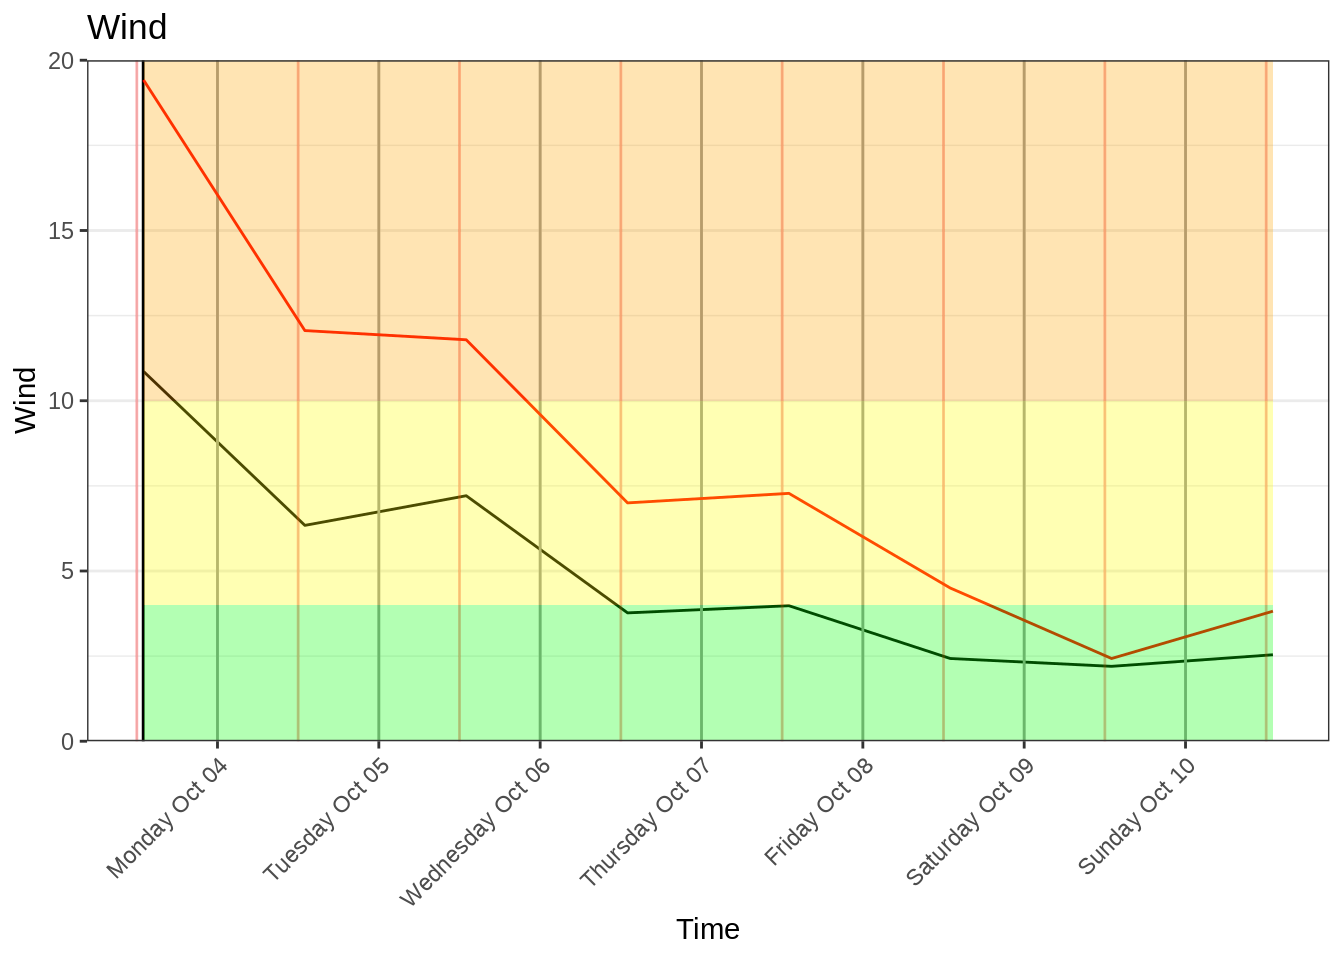 Wind
20
15
10
5
0
Wind
Monday Oct 04
Tuesday Oct 05
Wednesday Oct 06
Thursday Oct 07
Friday Oct 08
Saturday Oct 09
Sunday Oct 10
Time